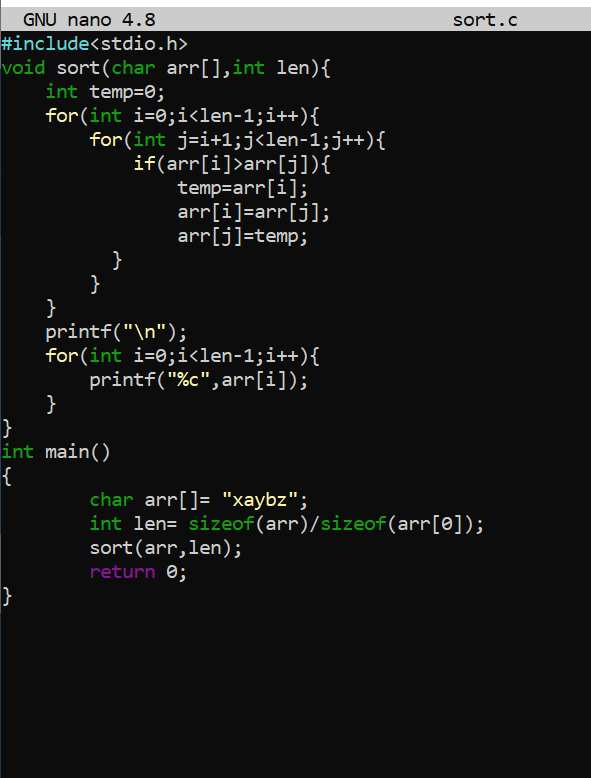 GNU nano 4.8 sort.c
#include<stdio.h>
void sort(char arr[],int len){
    int temp=0;
    for(int i=0;i<len-1;i++){
        for(int j=i+1;j<len-1;j++){
            if(arr[i]>arr[j]){
                temp=arr[i];
                arr[i]=arr[j];
                arr[j]=temp;
          }
        }
    }
    printf("\n");
    for(int i=0;i<len-1;i++){
        printf("%c",arr[i]);
    }
}
int main()
{
        char arr[]= "xaybz";
        int len= sizeof(arr)/sizeof(arr[0]);
        sort(arr,len);
        return 0;
}